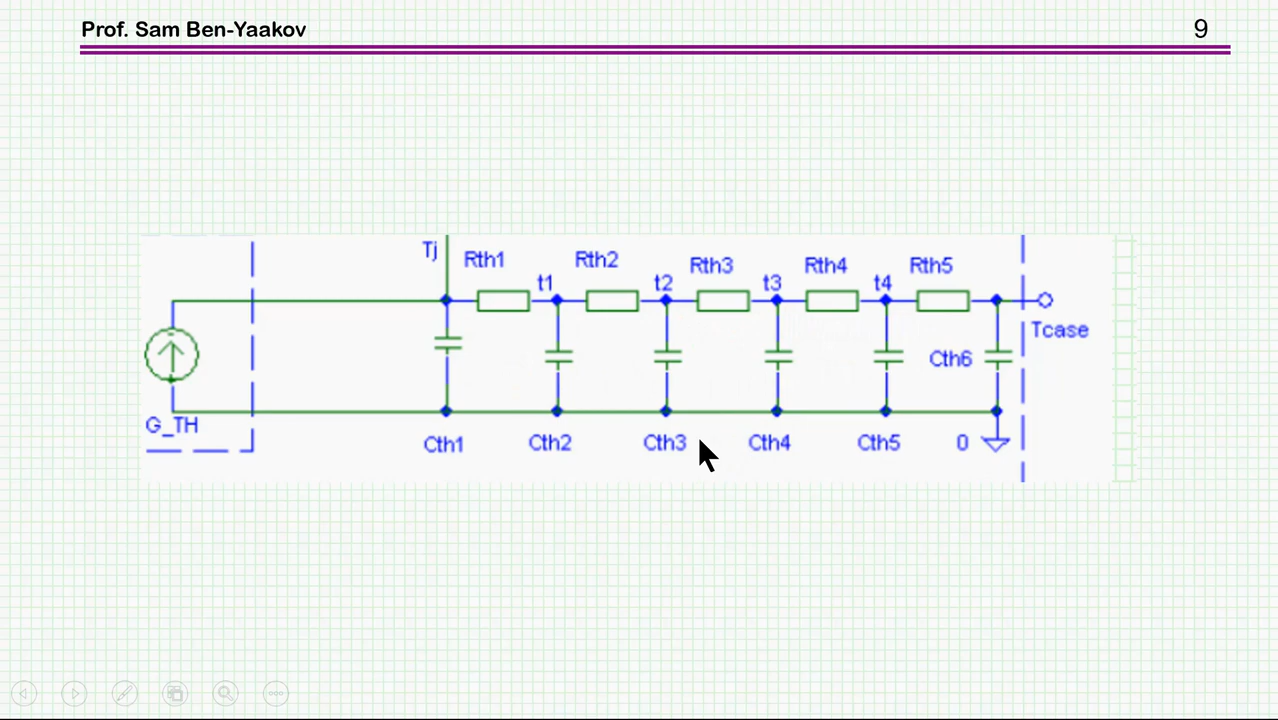 Prof. Sam Ben-Yaakov
9
Tj
Rth1
Rth2
Rth3
Rth4
Rth5
t1
t2
t3
t4
Tcase
Cth6
G_TH
Cth1
Cth2
Cth3
Cth4
Cth5
0